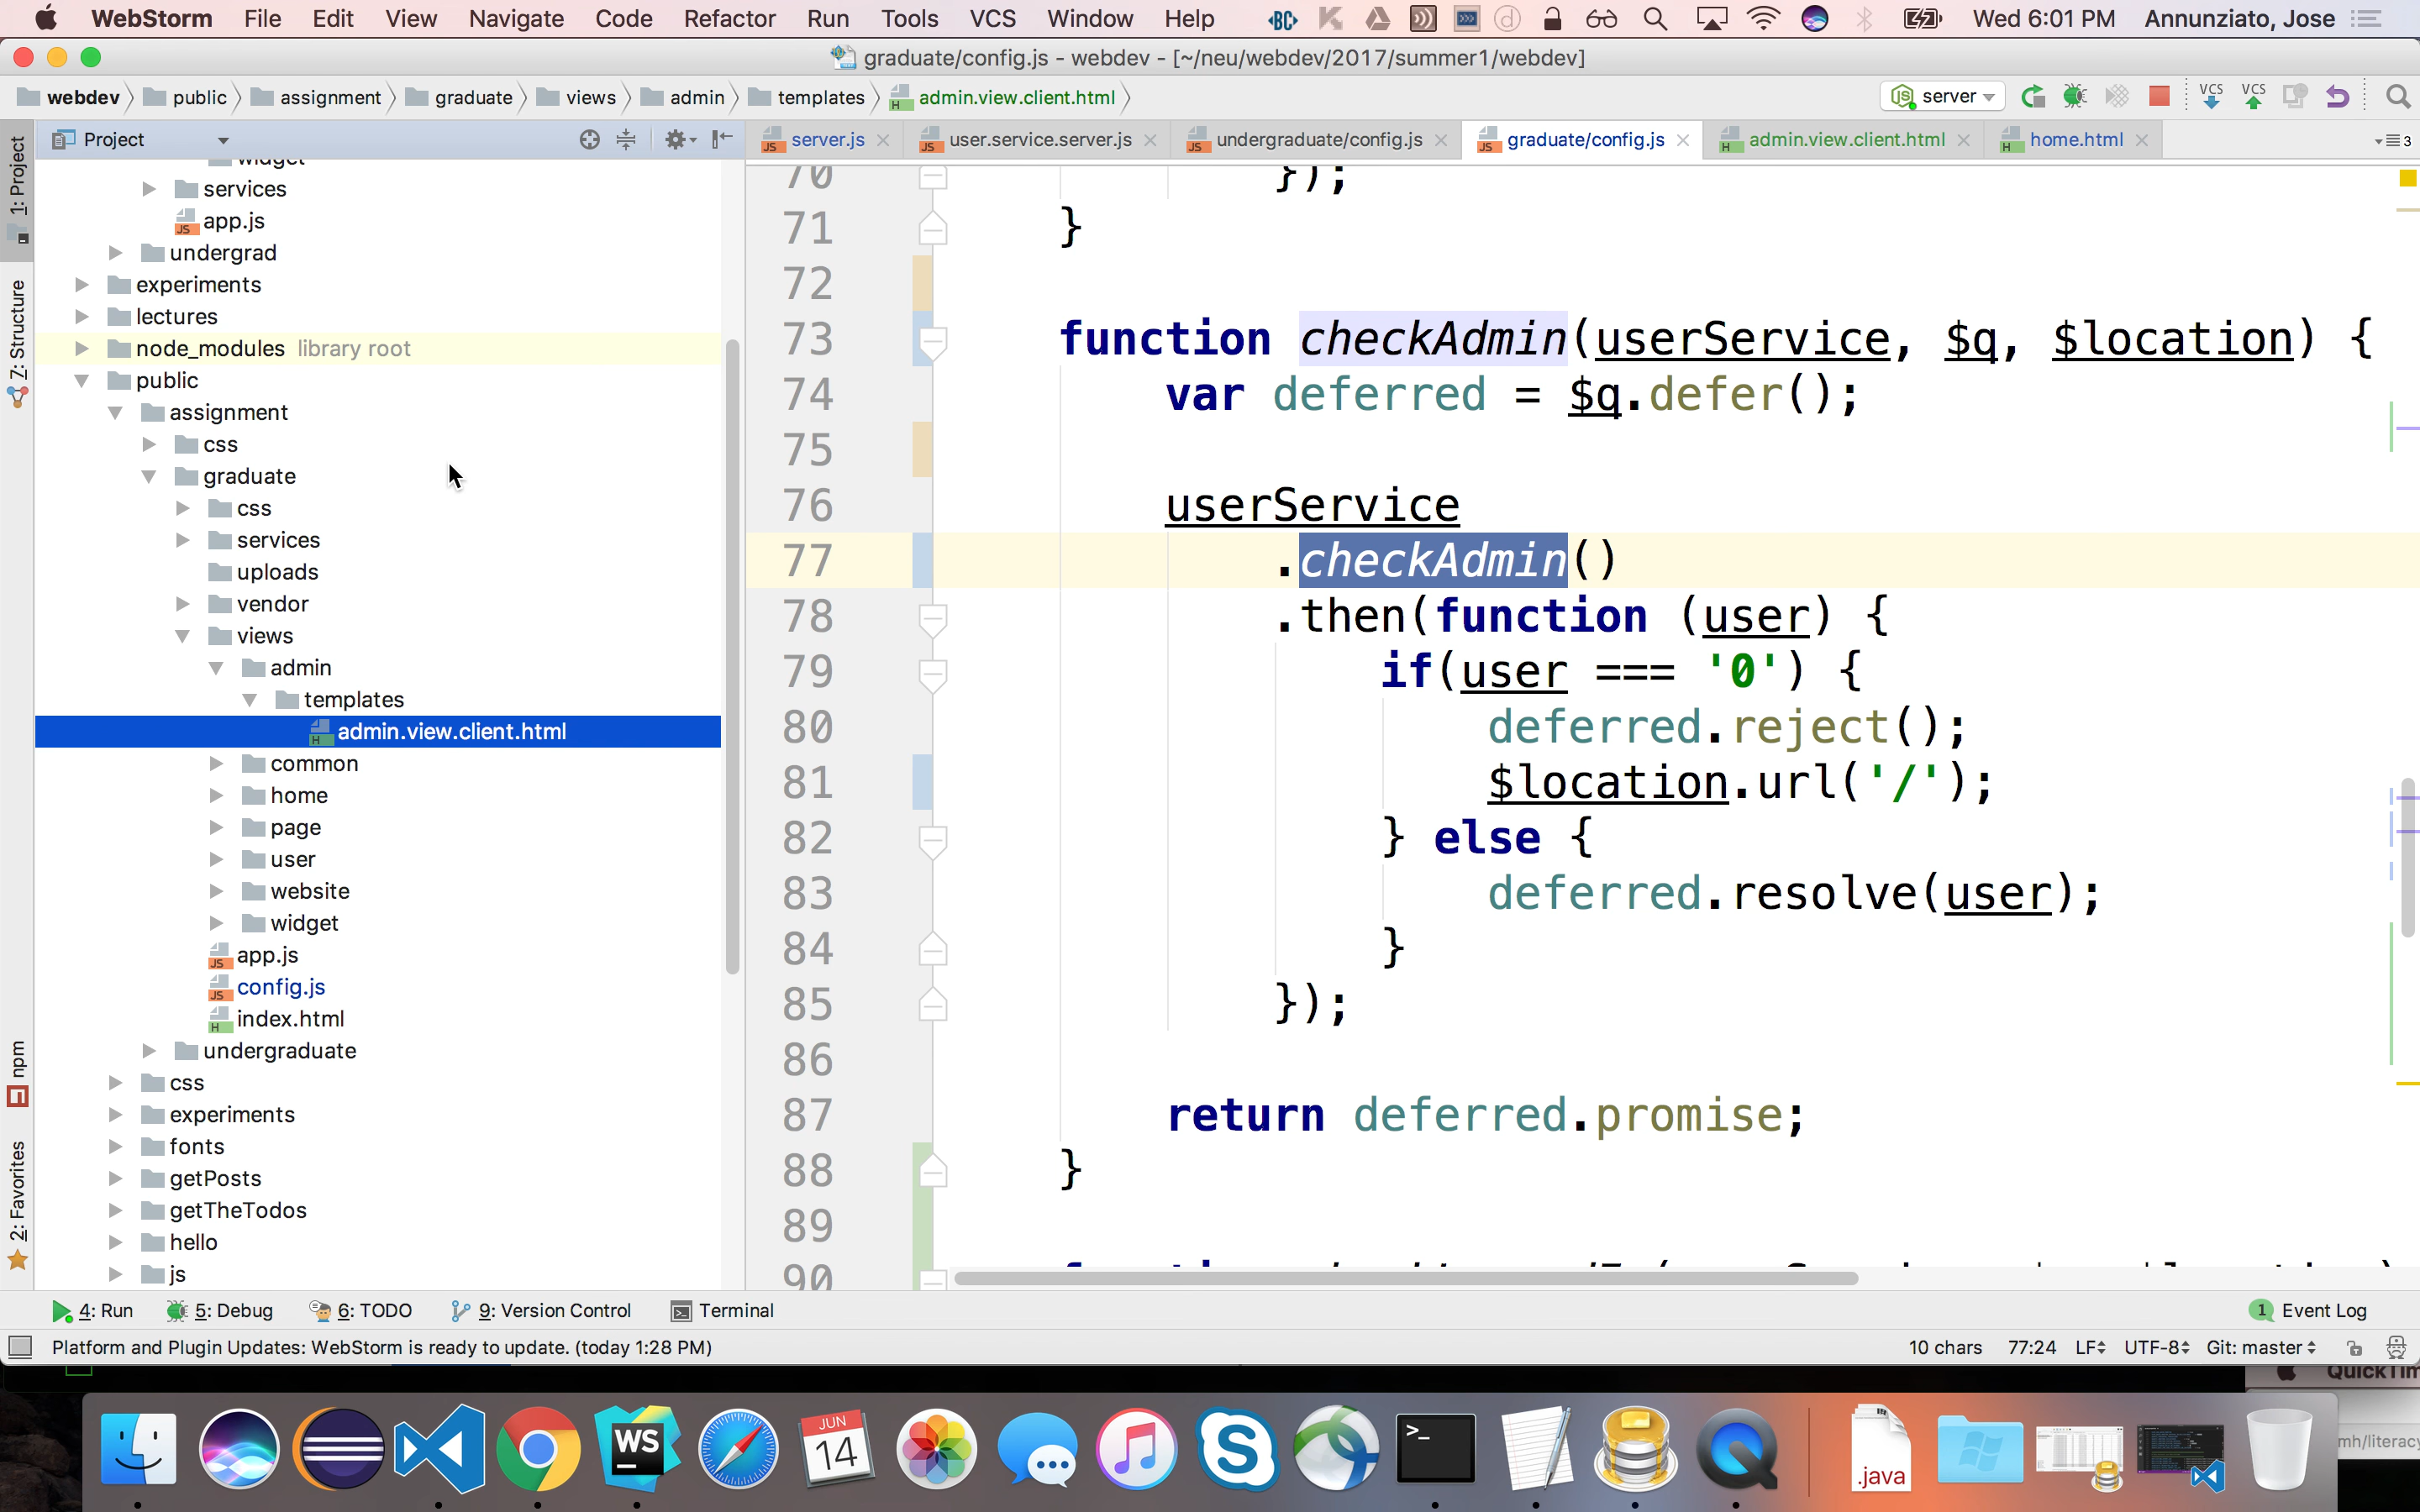 WebStorm File Edit View Navigate Code Refactor Run Tools VCS Window Help Wed 6:01 PM Annunziato, Jose
graduate/config.js - webdev - [~/neu/webdev/2017/summer1/webdev]
webdev public assignment graduate views admin templates admin.view.client.html server VCS VCS
Project server.js user.service.server.js undergraduate/config.js graduate/config.js admin.view.client.html home.html 3
1: Project
7: Structure
npm
2: Favorites
widget
services
app.js
undergrad
experiments
lectures
node_modules library root
public
assignment
css
graduate
css
services
uploads
vendor
views
admin
templates
admin.view.client.html
common
home
page
user
website
widget
app.js
config.js
index.html
undergraduate
css
experiments
fonts
getPosts
getTheTodos
hello
js
70 });
71 }
72
73 function checkAdmin(userService, $q, $location) {
74 var deferred = $q.defer();
75
76 userService
77 .checkAdmin()
78 .then(function (user) {
79 if(user === '0') {
80 deferred.reject();
81 $location.url('/');
82 } else {
83 deferred.resolve(user);
84 }
85 });
86
87 return deferred.promise;
88 }
89
90
4: Run 5: Debug 6: TODO 9: Version Control Terminal 1 Event Log
Platform and Plugin Updates: WebStorm is ready to update. (today 1:28 PM) 10 chars 77:24 LF UTF-8 Git: master
WS
JUN
14
.java
mh/literacy